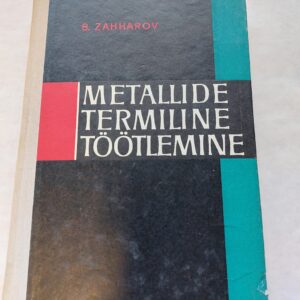 B. ZAHHAROV
METALLIDE
TERMILINE
TÖÖTLEMINE